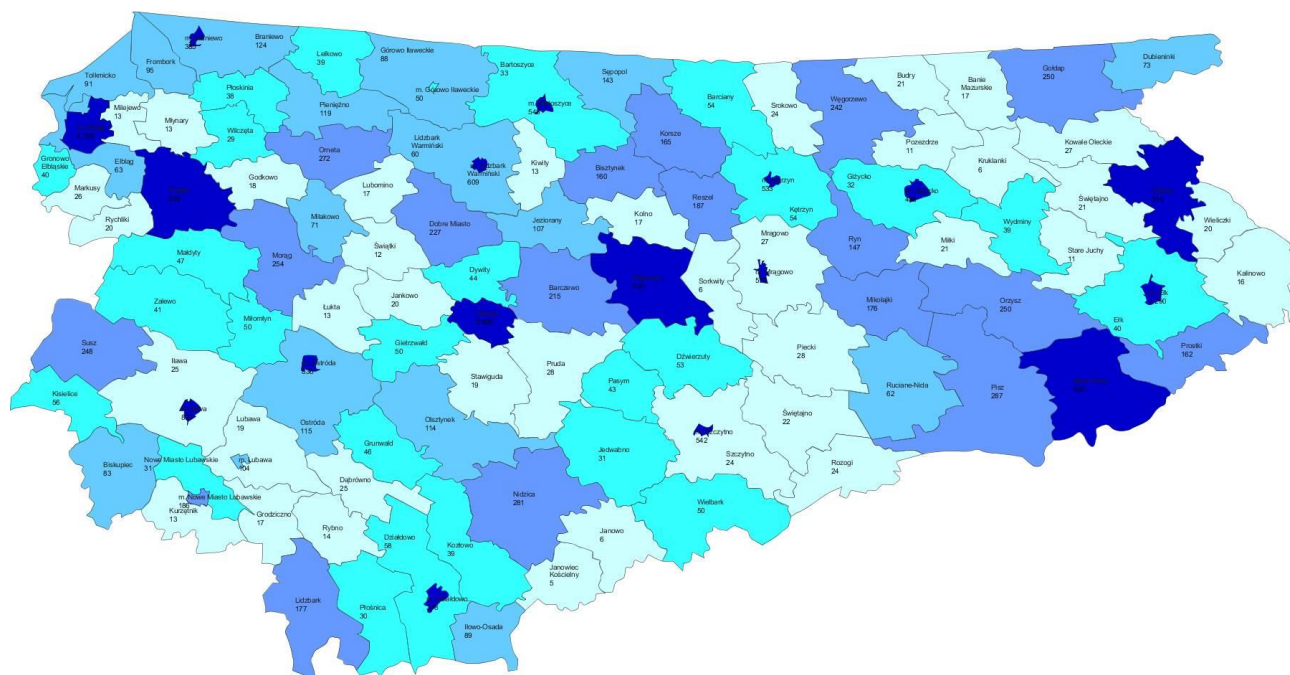 Braniewo
124
Lelkowo
39
Górowo Iławeckie
88
Bartoszyce
33
Sępopol
143
Barciany
54
Srokowo
24
Węgorzewo
242
Budry
21
Banie
Mazurskie
17
Gołdap
250
Dubieninki
73
Tolkmicko
91
Frombork
95
Płoskinia
38
Pieniężno
119
m. Górowo Iławeckie
50
Milejewo
13
Młynary
13
Wilczęta
29
Orneta
272
Lidzbark
Warmiński
60
Warmiński
609
Kiwity
13
Bisztynek
160
Korsze
165
Reszel
187
533
Kętrzyn
54
Giżycko
32
Pozezdrze
11
Kruklanki
6
Kowale Oleckie
27
Świętajno
21
Wieliczki
20
Gronowo
Elbląskie
40
Elbląg
63
Markusy
26
Rychliki
20
Godkowo
18
Lubomino
17
Miłakowo
71
Dobre Miasto
227
Jeziorany
107
Kolno
17
Mrągowo
27
Ryn
147
Miłki
21
Wydminy
39
Stare Juchy
11
Kalinowo
16
Małdyty
47
Morąg
254
Świątki
12
Dywity
44
Barczewo
215
Sorkwity
6
Mikołajki
176
Orzysz
250
Ełk
40
Prostki
162
Zalewo
41
Miłomłyn
50
Łukta
13
Jonkowo
20
Gietrzwałd
50
Stawiguda
19
Pruda
28
Dźwierzuty
53
Pasym
43
Piecki
28
Ruciane-Nida
62
Pisz
287
Susz
248
Iława
25
Kisielice
56
Lubawa
19
Ostróda
115
Olsztynek
114
Grunwald
46
Jedwabno
31
542
Szczytno
24
Świętajno
22
Rozogi
24
Biskupiec
83
Nowe Miasto Lubawskie
31
m. Lubawa
104
Dąbrówno
25
m. Nowe Miasto Lubawskie
186
Kurzętnik
13
Grodziczno
17
Rybno
14
Działdowo
58
Kozłowo
39
Nidzica
281
Janowo
6
Wielbark
50
Janowiec
Kościelny
5
Lidzbark
177
Płośnica
30
Iłowo-Osada
89